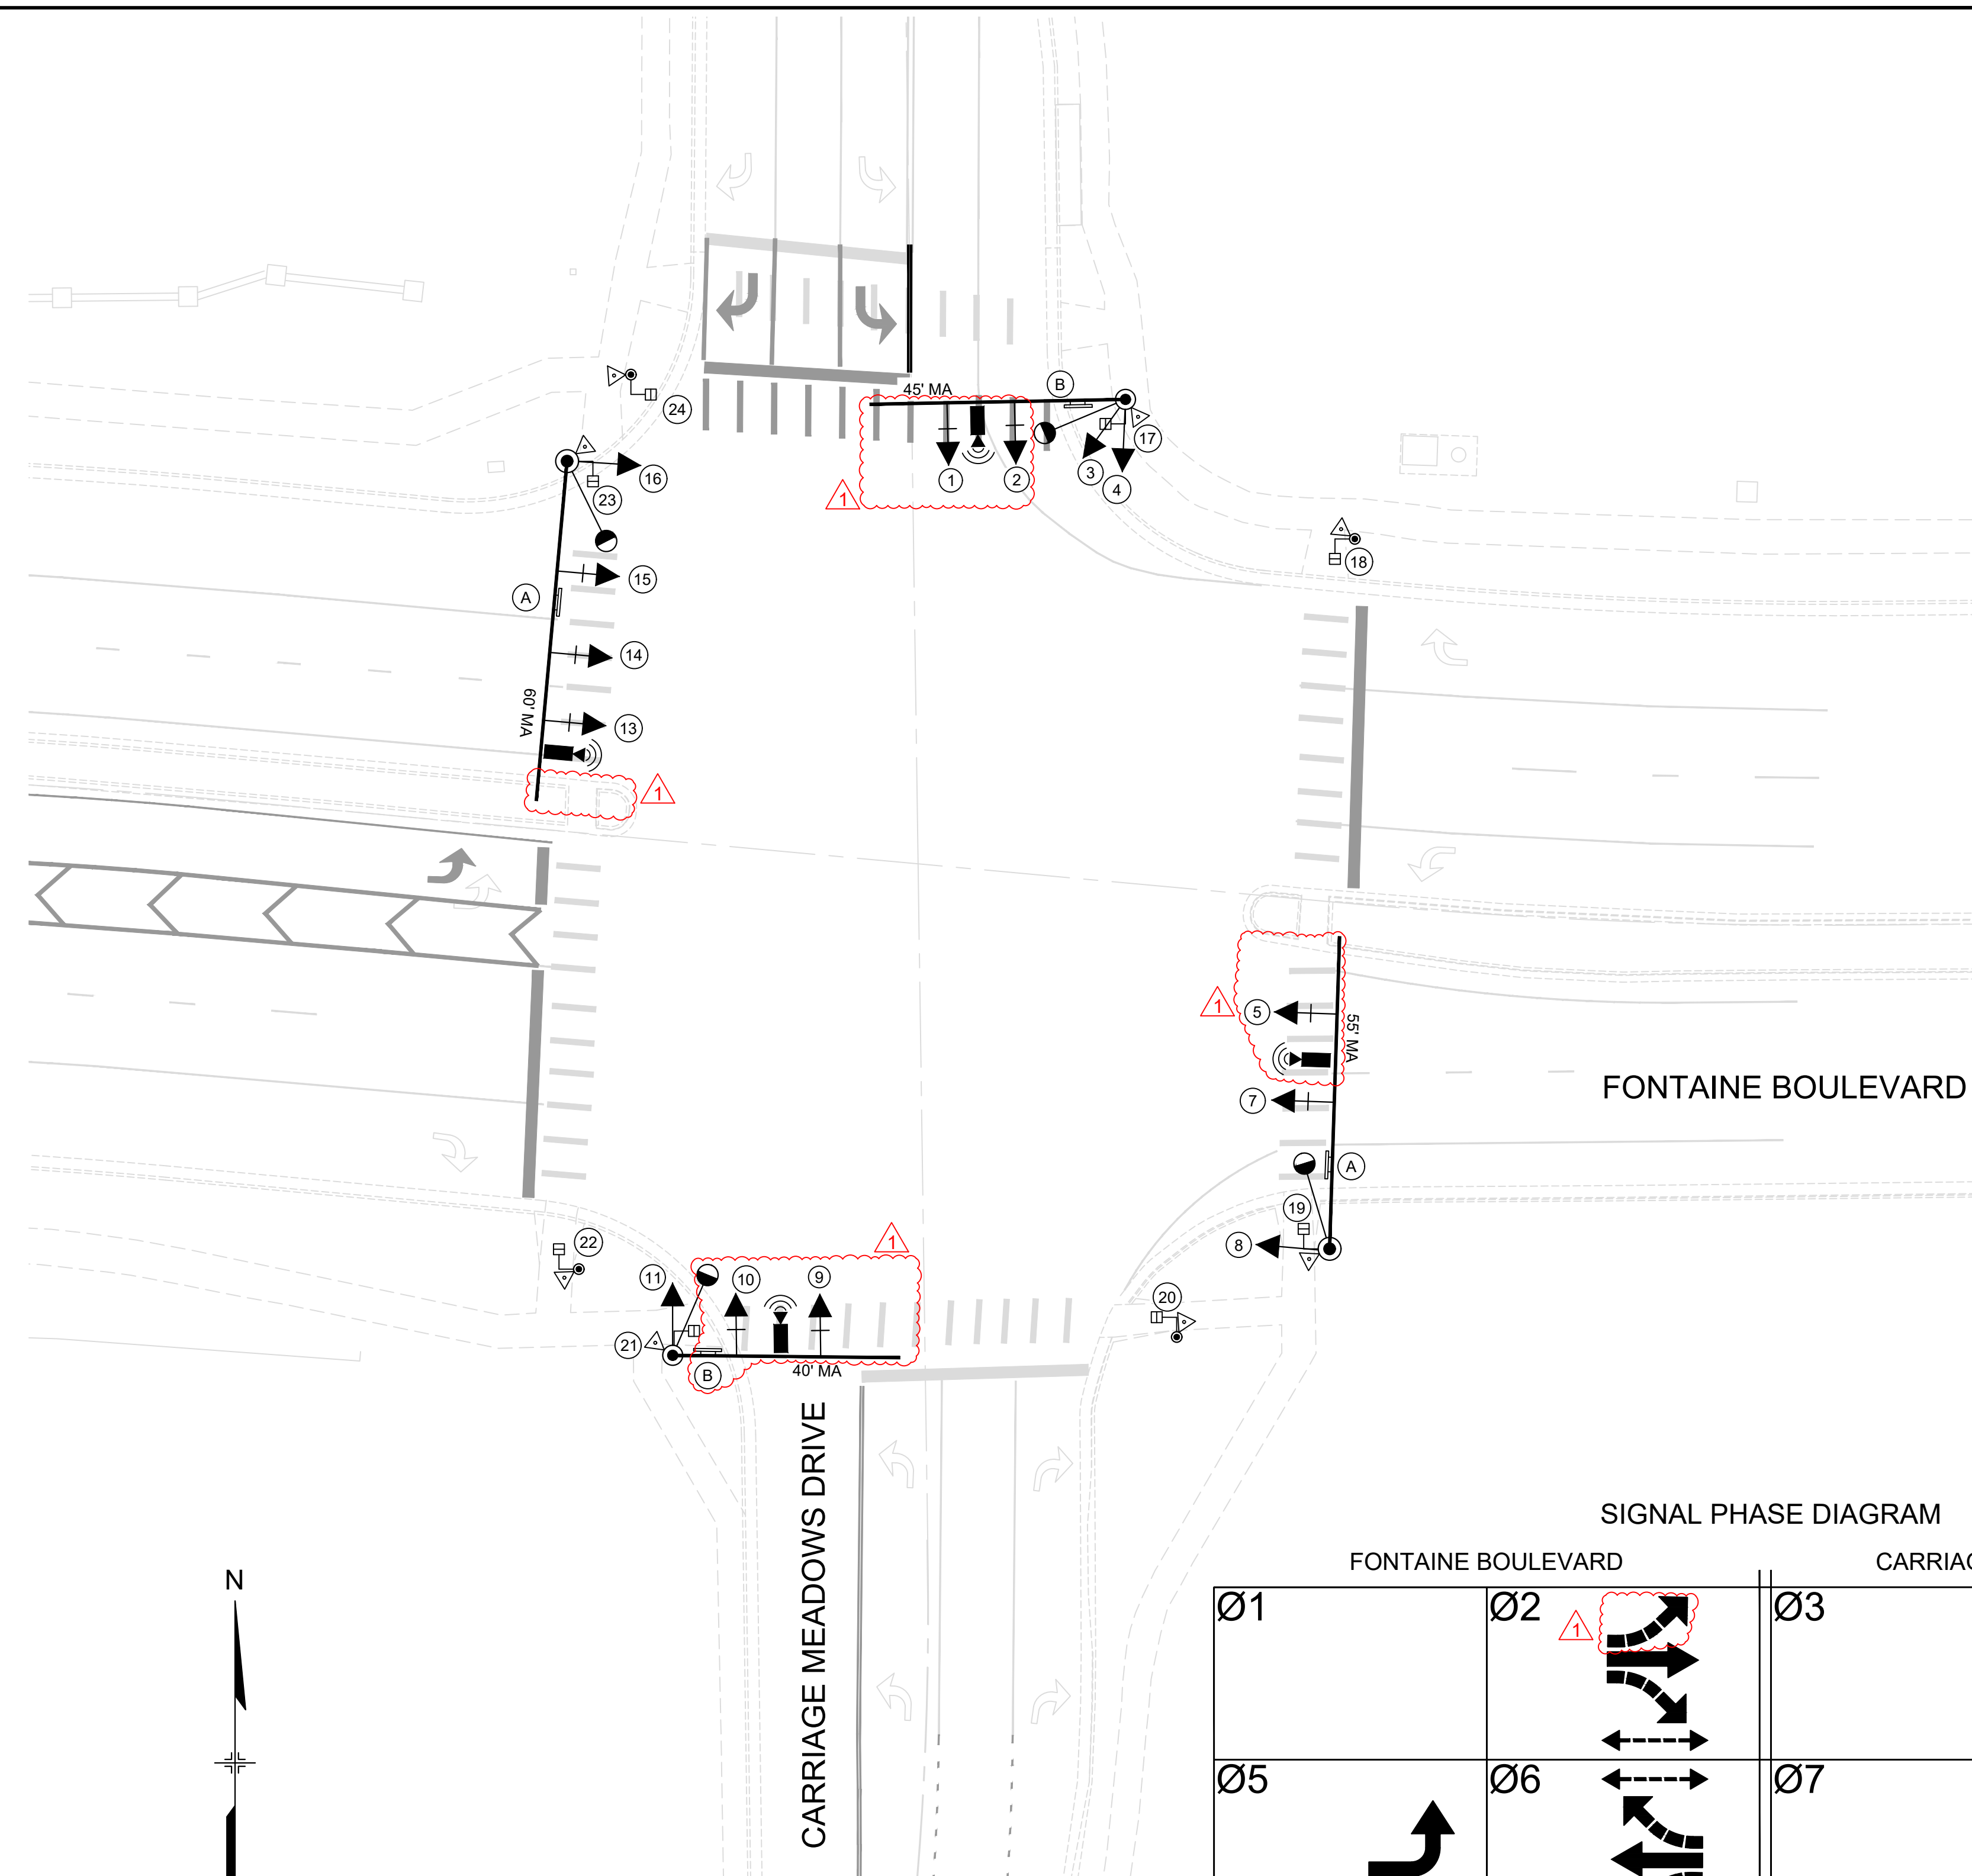 45' MA
B
24
17
3
1
2
4
1
16
23
18
15
A
14
60' MA
13
1
1
5
55' MA
7
FONTAINE BOULEVARD
A
19
22
1
8
11
10
9
20
21
B
40' MA
CARRIAGE MEADOWS DRIVE
N
SIGNAL PHASE DIAGRAM
FONTAINE BOULEVARD
Ø1
Ø2
1
Ø3
Ø5
Ø6
Ø7